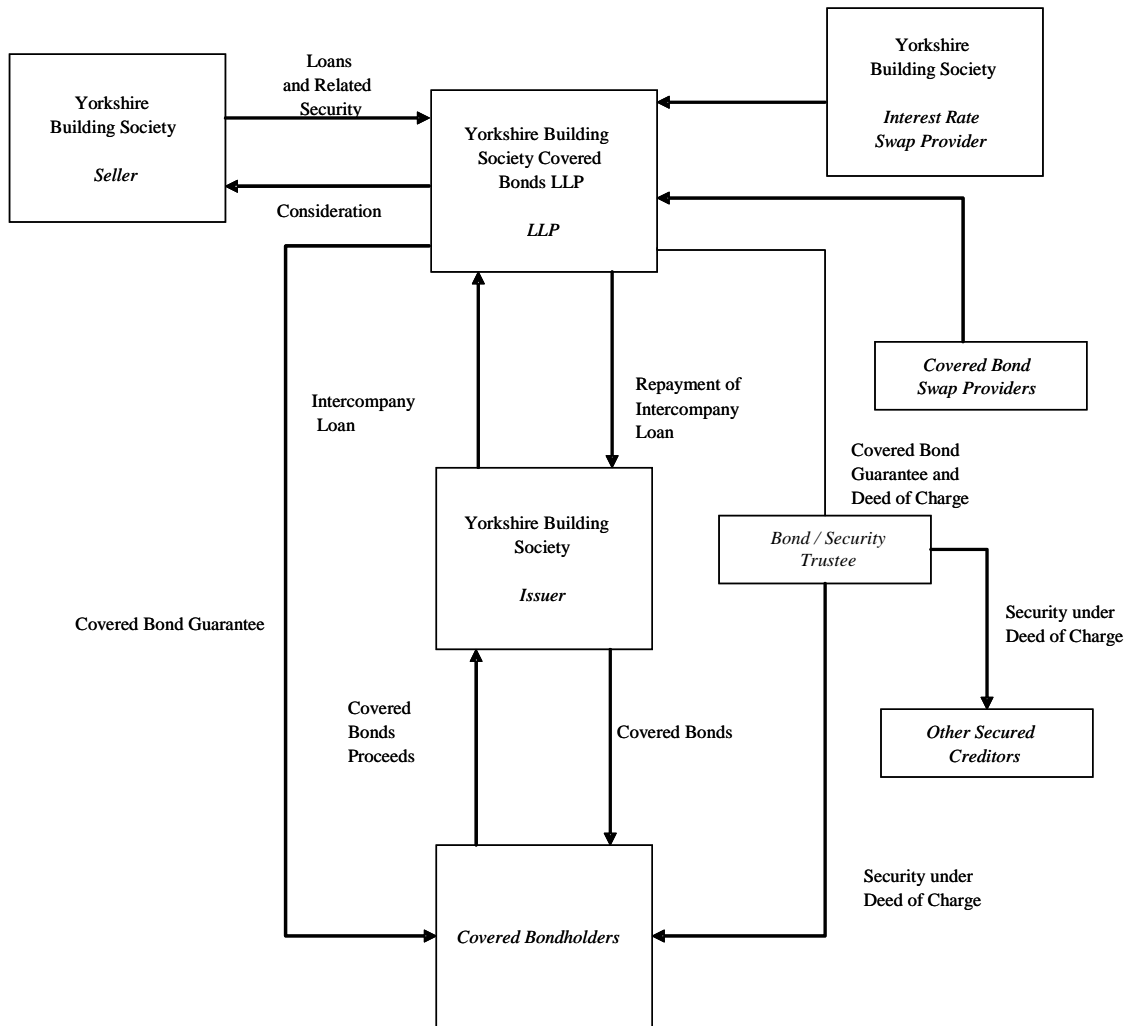 Yorkshire
Building Society
Seller
Loans
and Related
Security
Consideration
Yorkshire Building
Society Covered
Bonds LLP
LLP
Yorkshire
Building Society
Interest Rate
Swap Provider
Covered Bond
Swap Providers
Intercompany
Loan
Repayment of
Intercompany
Loan
Covered Bond
Guarantee and
Deed of Charge
Yorkshire Building
Society
Issuer
Bond / Security
Trustee
Covered Bond Guarantee
Security under
Deed of Charge
Covered
Bonds
Proceeds
Covered Bonds
Other Secured
Creditors
Security under
Deed of Charge
Covered Bondholders